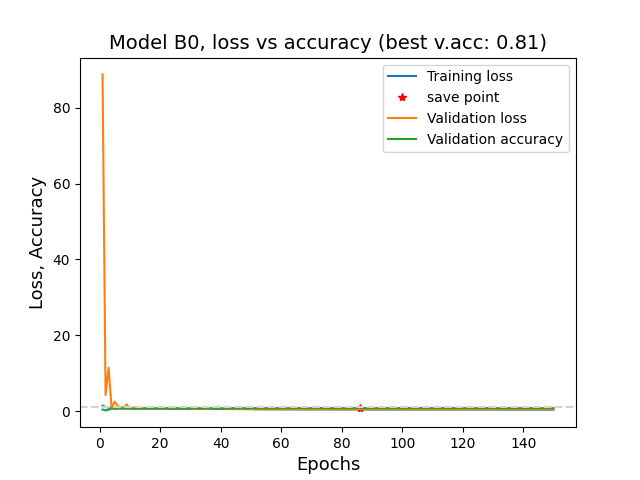 Model B0, loss vs accuracy (best v.acc: 0.81)
Training loss
save point
Validation loss
Validation accuracy
80
60
40
20
0
Loss, Accuracy
0 20 40 60 80 100 120 140
Epochs